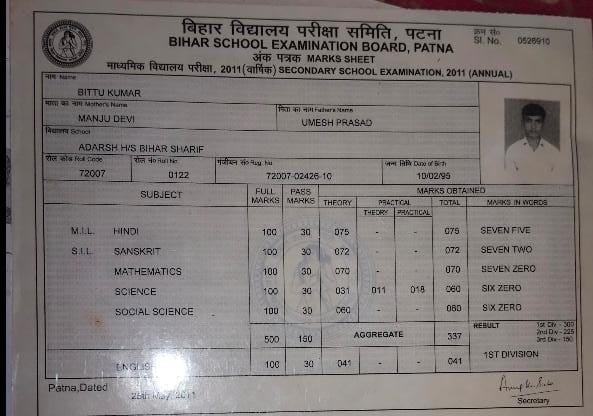 बिहार विद्यालय परीक्षा समिति, पटना
BIHAR SCHOOL EXAMINATION BOARD, PATNA
क्रम सं०
Sl. No. 0526910
अंक पत्रक MARKS SHEET
माध्यमिक विद्यालय परीक्षा, 2011 (वार्षिक) SECONDARY SCHOOL EXAMINATION, 2011 (ANNUAL)
नाम Name
BITTU KUMAR
माता का नाम Mother's Name पिता का नाम Father's Name
MANJU DEVI UMESH PRASAD
विद्यालय School
ADARSH H/S BIHAR SHARIF
रोल कोड Roll Code रोल नं० Roll No. पंजीयन सं० Reg. No जन्म तिथि Date of Birth
72007 0122 72007-02426-10 10/02/95
SUBJECT FULL MARKS PASS MARKS MARKS OBTAINED
THEORY PRACTICAL TOTAL MARKS IN WORDS
THEORY PRACTICAL
M.I.L. HINDI 100 30 075 - - 075 SEVEN FIVE
S.I.L. SANSKRIT 100 30 072 - - 072 SEVEN TWO
MATHEMATICS 100 30 070 - - 070 SEVEN ZERO
SCIENCE 100 30 031 011 018 060 SIX ZERO
SOCIAL SCIENCE 100 30 060 - - 060 SIX ZERO
500 150 AGGREGATE 337 RESULT 1st Div - 300
2nd Div - 225
3rd Div - 150
ENGLISH 100 30 041 - - 041 1ST DIVISION
Patna,Dated 25th May, 2011
Secretary